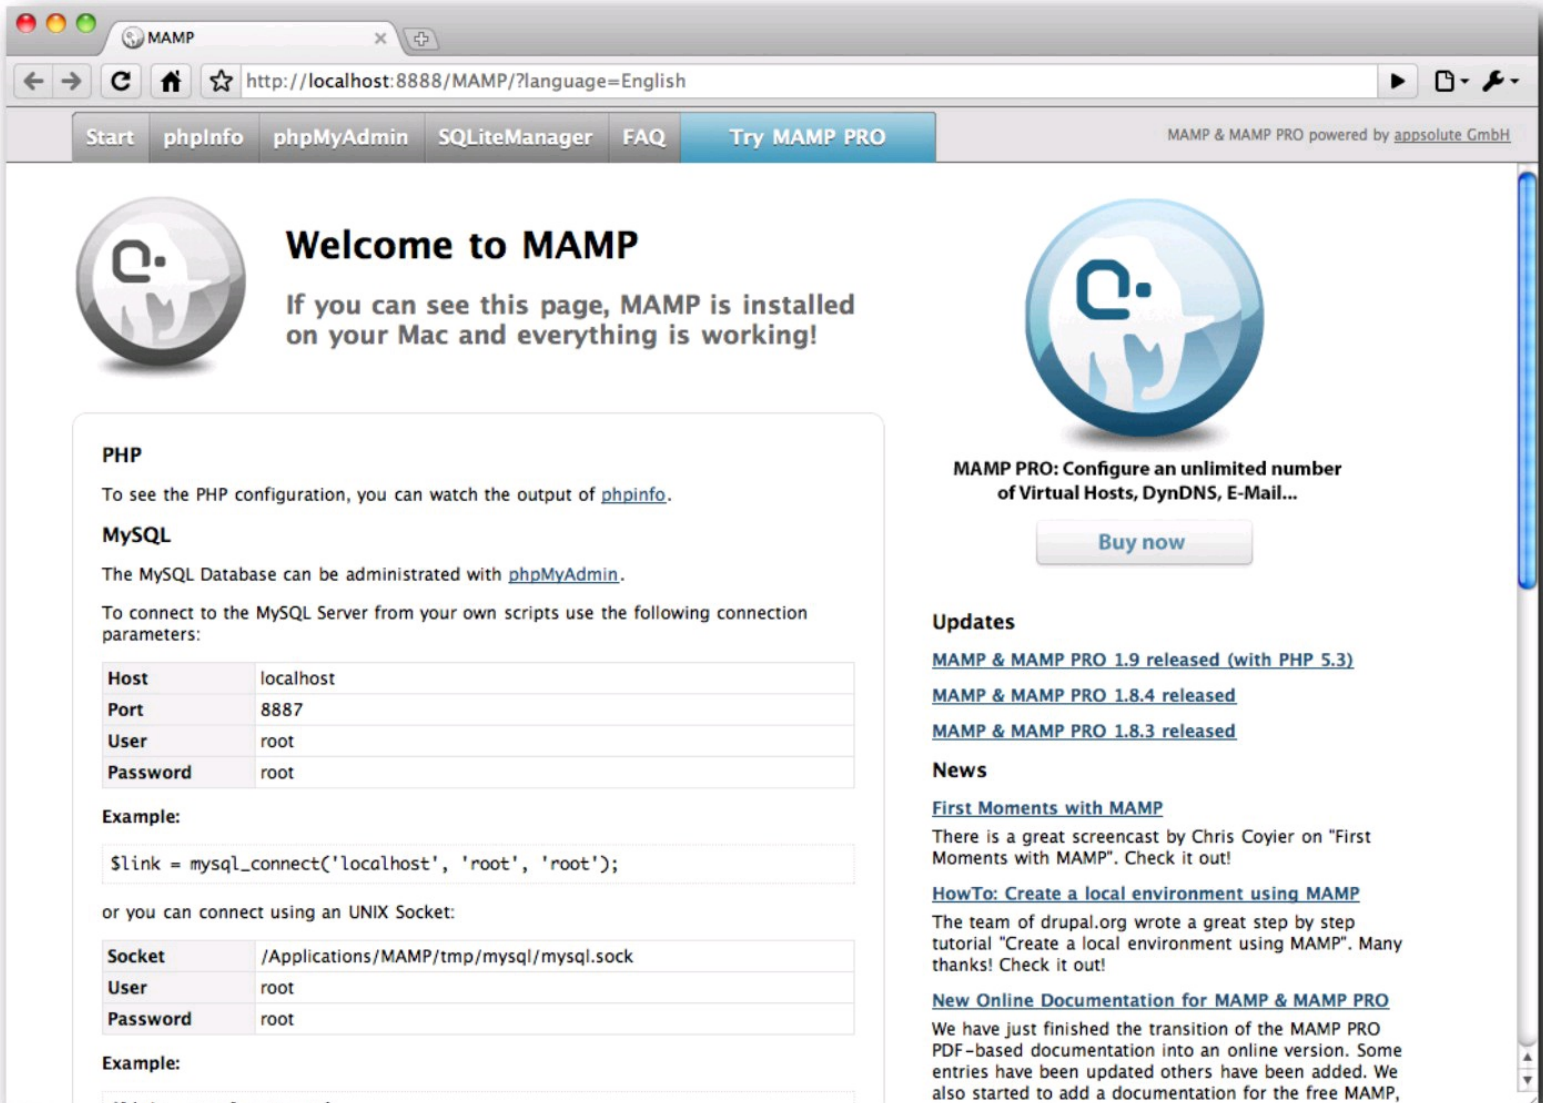 MAMP
http://localhost:8888/MAMP/?language=English
Start phpInfo phpMyAdmin SQLiteManager FAQ Try MAMP PRO
MAMP & MAMP PRO powered by appsolute GmbH
Welcome to MAMP
If you can see this page, MAMP is installed
on your Mac and everything is working!
PHP
To see the PHP configuration, you can watch the output of phpinfo.
MySQL
The MySQL Database can be administrated with phpMyAdmin.
To connect to the MySQL Server from your own scripts use the following connection
parameters:
Host localhost
Port 8887
User root
Password root
Example:
$link = mysql_connect('localhost', 'root', 'root');
or you can connect using an UNIX Socket:
Socket /Applications/MAMP/tmp/mysql/mysql.sock
User root
Password root
Example:
MAMP PRO: Configure an unlimited number
of Virtual Hosts, DynDNS, E-Mail...
Buy now
Updates
MAMP & MAMP PRO 1.9 released (with PHP 5.3)
MAMP & MAMP PRO 1.8.4 released
MAMP & MAMP PRO 1.8.3 released
News
First Moments with MAMP
There is a great screencast by Chris Coyier on "First
Moments with MAMP". Check it out!
HowTo: Create a local environment using MAMP
The team of drupal.org wrote a great step by step
tutorial "Create a local environment using MAMP". Many
thanks! Check it out!
New Online Documentation for MAMP & MAMP PRO
We have just finished the transition of the MAMP PRO
PDF-based documentation into an online version. Some
entries have been updated others have been added. We
also started to add a documentation for the free MAMP,